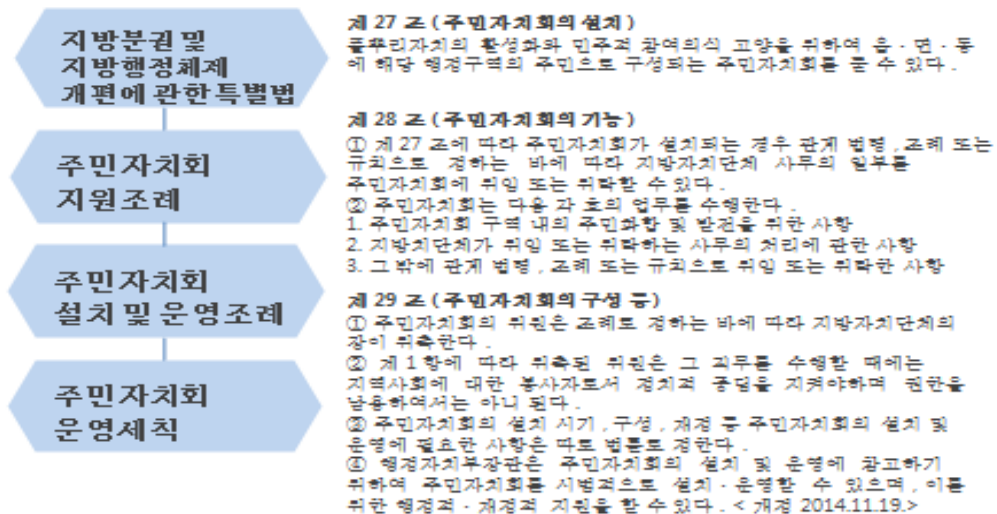 지방분권 및
지방행정체제
개편에 관한 특별법
주민자치회
지원조례
주민자치회
설치 및 운영조례
주민자치회
운영세칙
제 27 조 ( 주민자치회의 설치 )
풀뿌리자치의 활성화와 민주적 참여의식 고양을 위하여 읍 · 면 · 동
에 해당 행정구역의 주민으로 구성되는 주민자치회를 둘 수 있다 .
제 28 조 ( 주민자치회의 기능 )
① 제 27 조에 따라 주민자치회가 설치되는 경우 관계 법령 , 조례 또는
규칙으로 정하는 바에 따라 지방자치단체 사무의 일부를
주민자치회에 위임 또는 위탁할 수 있다 .
② 주민자치회는 다음 각 호의 업무를 수행한다 .
1. 주민자치회 구역 내의 주민화합 및 발전을 위한 사항
2. 지방치단체가 위임 또는 위탁하는 사무의 처리에 관한 사항
3. 그 밖에 관계 법령 , 조례 또는 규칙으로 위임 또는 위탁한 사항
제 29 조 ( 주민자치회의 구성 등 )
① 주민자치회의 위원은 조례로 정하는 바에 따라 지방자치단체의
장이 위촉한다 .
② 제 1 항에 따라 위촉된 위원은 그 직무를 수행할 때에는
지역사회에 대한 봉사자로서 정치적 중립을 지켜야하며 권한을
남용하여서는 아니 된다 .
③ 주민자치회의 설치 시기 , 구성 , 재정 등 주민자치회의 설치 및
운영에 필요한 사항은 따로 법률로 정한다 .
④ 행정자치부장관은 주민자치회의 설치 및 운영에 참고하기
위하여 주민자치회를 시범적으로 설치 · 운영할 수 있으며 , 이를
위한 행정적 · 재정적 지원을 할 수 있다 . < 개정 2014.11.19.>